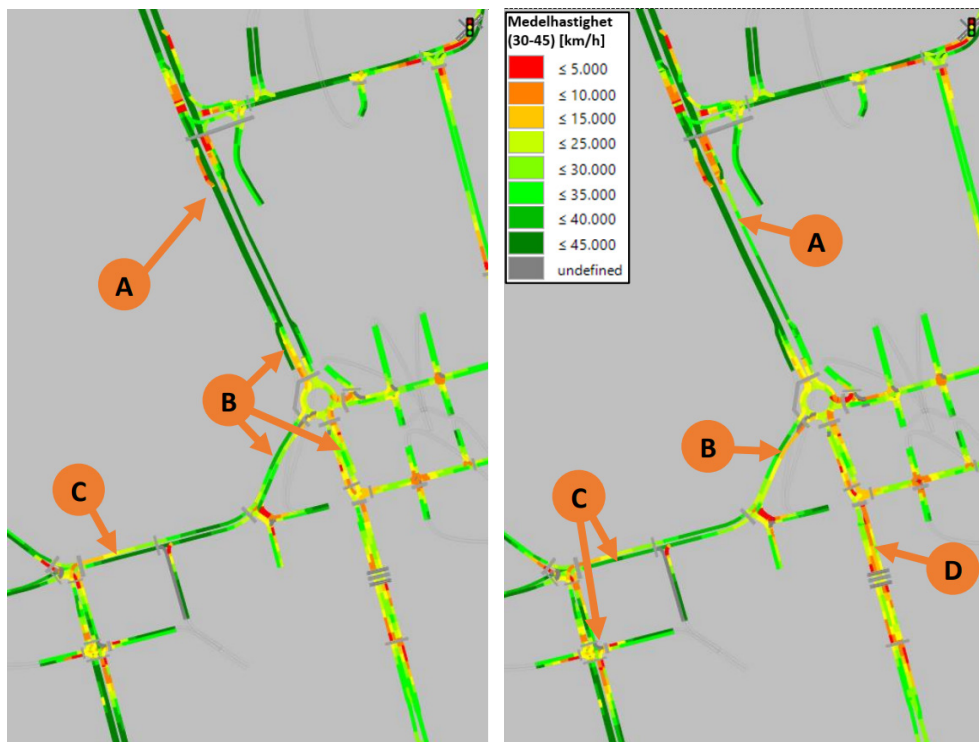 A
B
C
Medelhastighet
(30-45) [km/h]
≤ 5.000
≤ 10.000
≤ 15.000
≤ 25.000
≤ 30.000
≤ 35.000
≤ 40.000
≤ 45.000
undefined
A
B
C
D